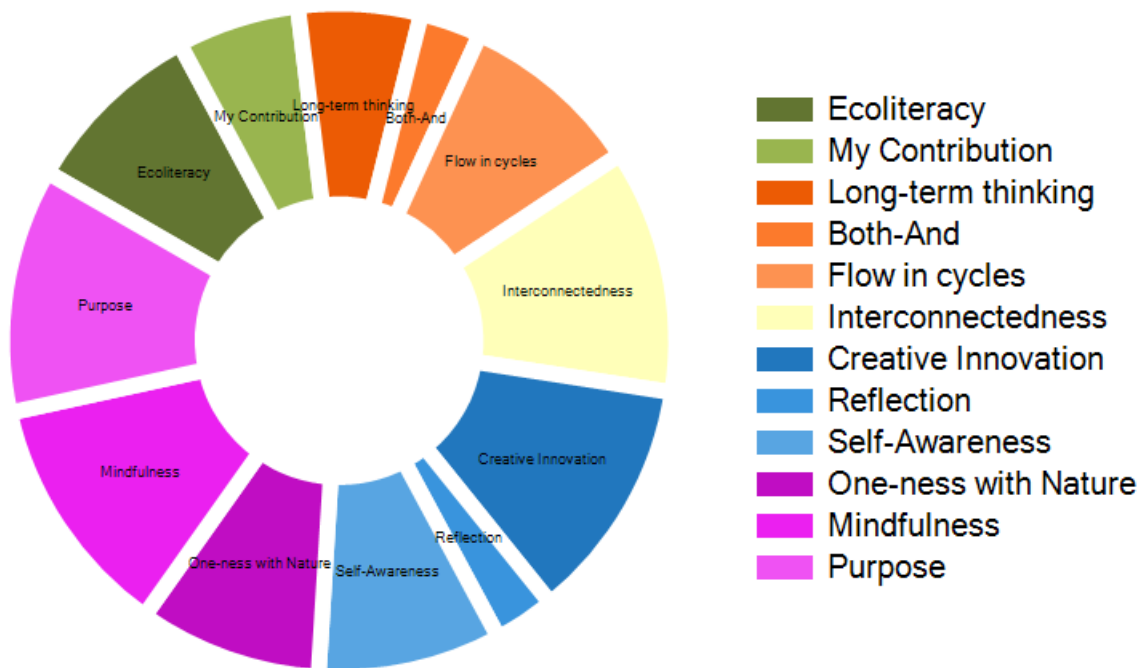 Long-term thinking
My Contribution
Both-And
Flow in cycles
Ecoliteracy
Interconnectedness
Purpose
Creative Innovation
Mindfulness
Reflection
One-ness with Nature
Self-Awareness
Ecoliteracy
My Contribution
Long-term thinking
Both-And
Flow in cycles
Interconnectedness
Creative Innovation
Reflection
Self-Awareness
One-ness with Nature
Mindfulness
Purpose